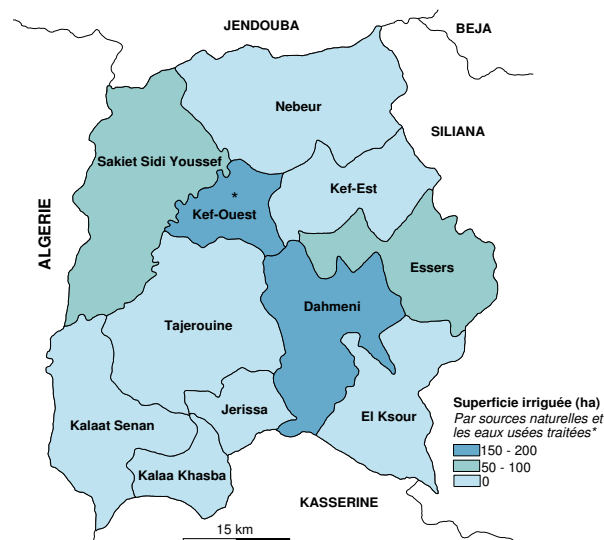 JENDOUBA
BEJA
Nebeur
SILIANA
Sakiet Sidi Youssef
Kef-Est
*
Kef-Ouest
ALGERIE
Essers
Dahmeni
Tajerouine
Jerissa
El Ksour
Kalaat Senan
Kalaa Khasba
KASSERINE
15 km
Superficie irriguée (ha)
Par sources naturelles et
les eaux usées traitées*
150 - 200
50 - 100
0